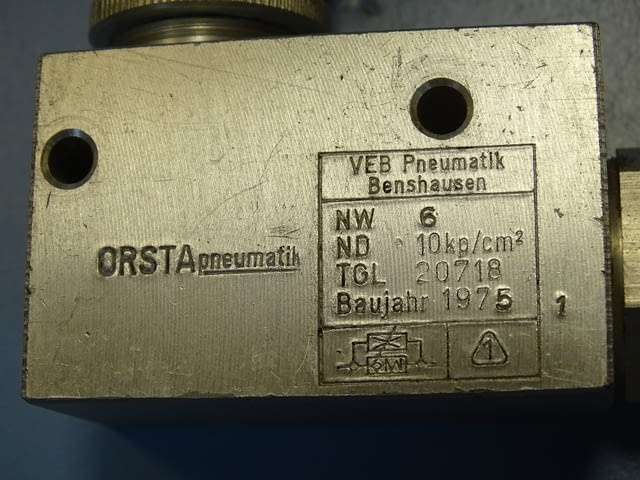 ORSTApneumatik
VEB Pneumatik
Benshausen
NW 6
ND 10kp/cm²
TGL 20718
Baujahr 1975
1
1